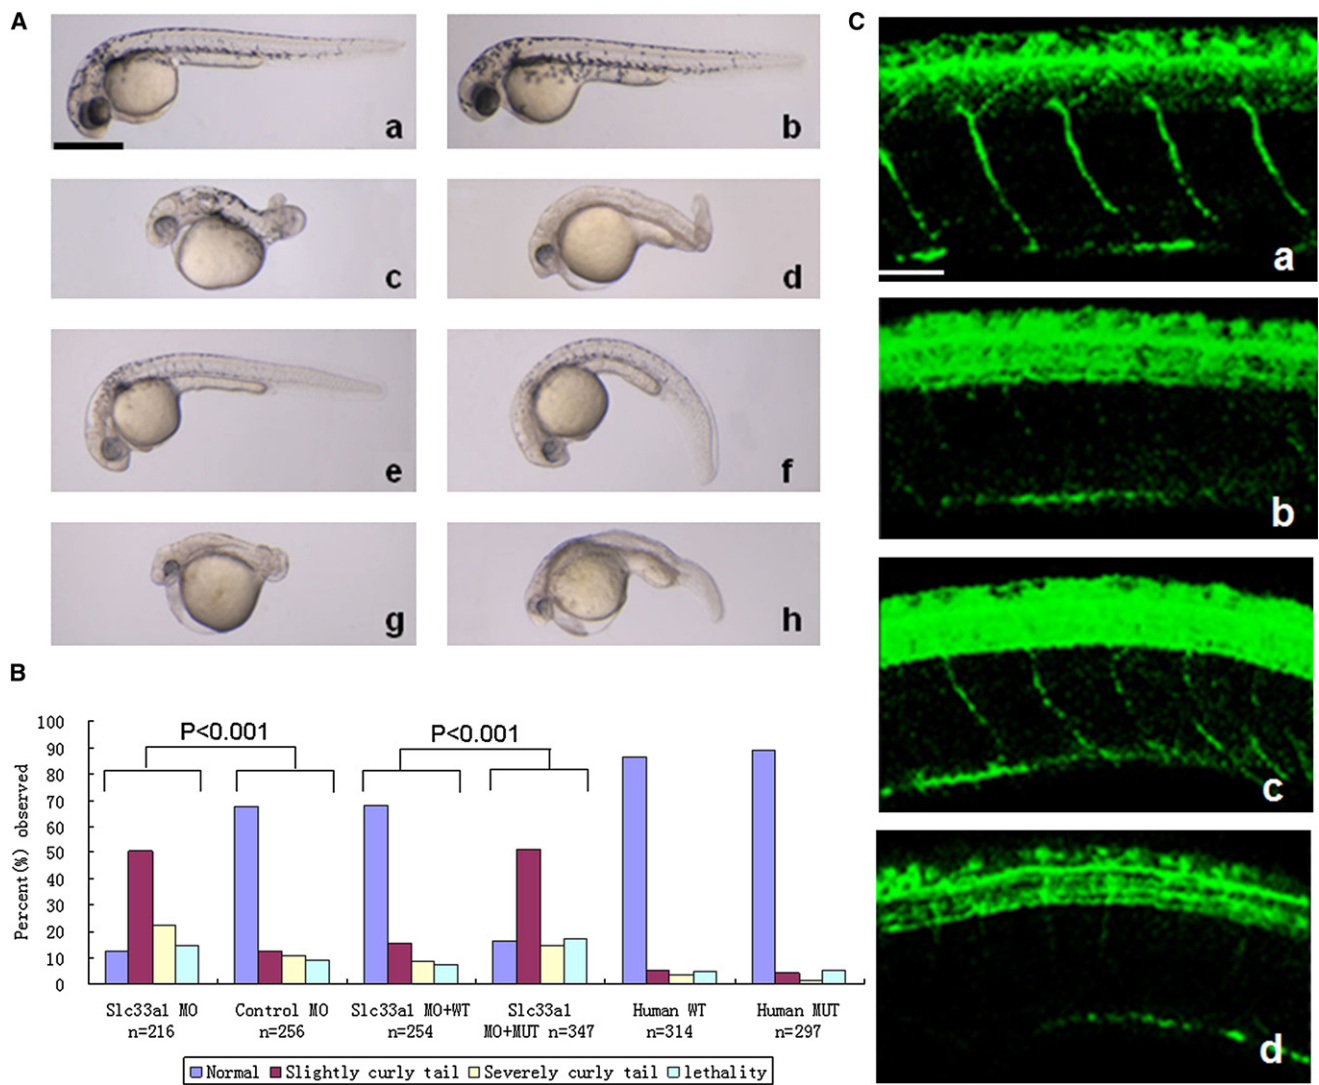 A
a
b
c
d
e
f
g
h
B
100
90
80
70
60
50
40
30
20
10
0
Percent(%) observed
P<0.001
P<0.001
Slc33a1 MO
n=216
Control MO
n=256
Slc33a1 MO+WT
n=254
Slc33a1
MO+MUT n=347
Human WT
n=314
Human MUT
n=297
Normal
Slightly curly tail
Severely curly tail
lethality
C
a
b
c
d